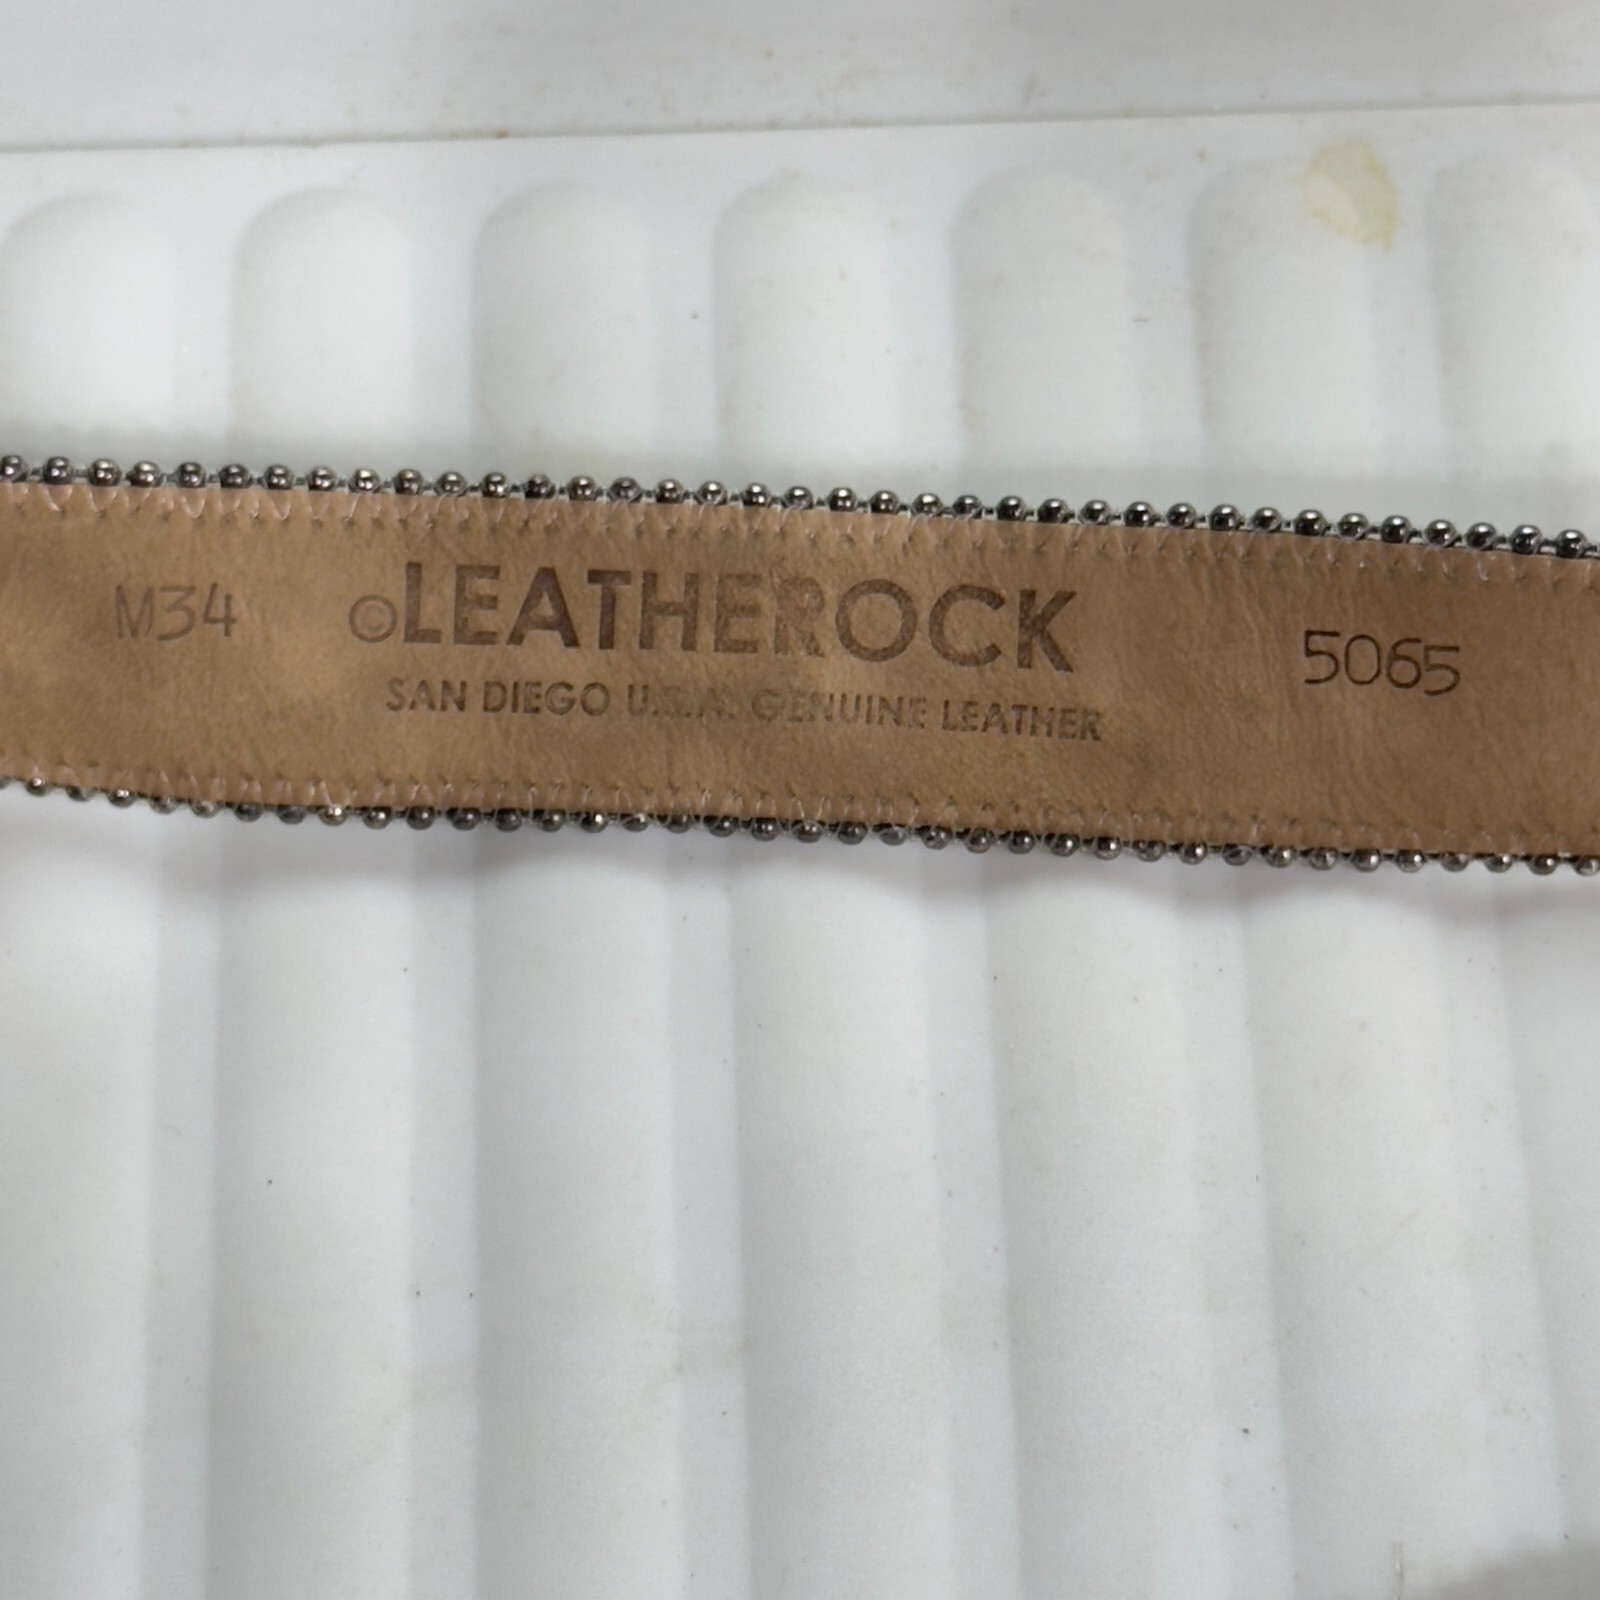 M34 ©LEATHEROCK 5065
SAN DIEGO U.S.A. GENUINE LEATHER